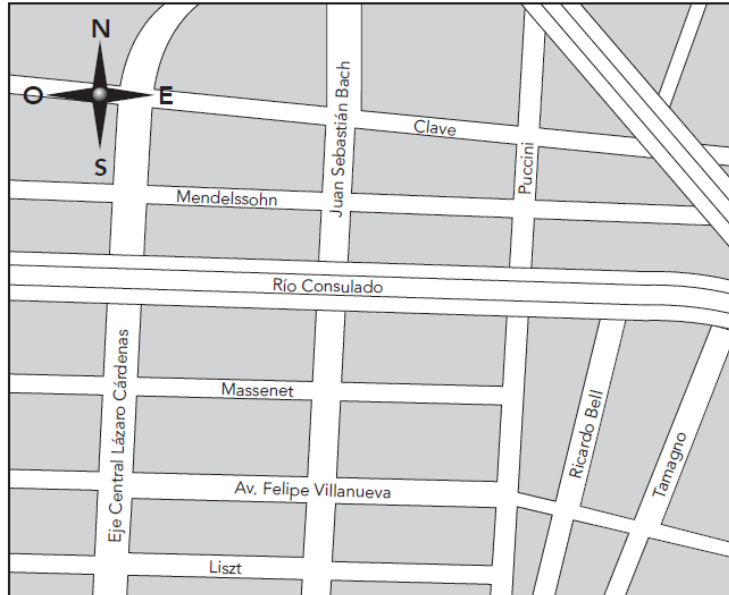 N
O E
S
Juan Sebastián Bach
Clave
Puccini
Mendelssohn
Río Consulado
Eje Central Lázaro Cárdenas
Massenet
Ricardo Bell
Tamagno
Av. Felipe Villanueva
Liszt